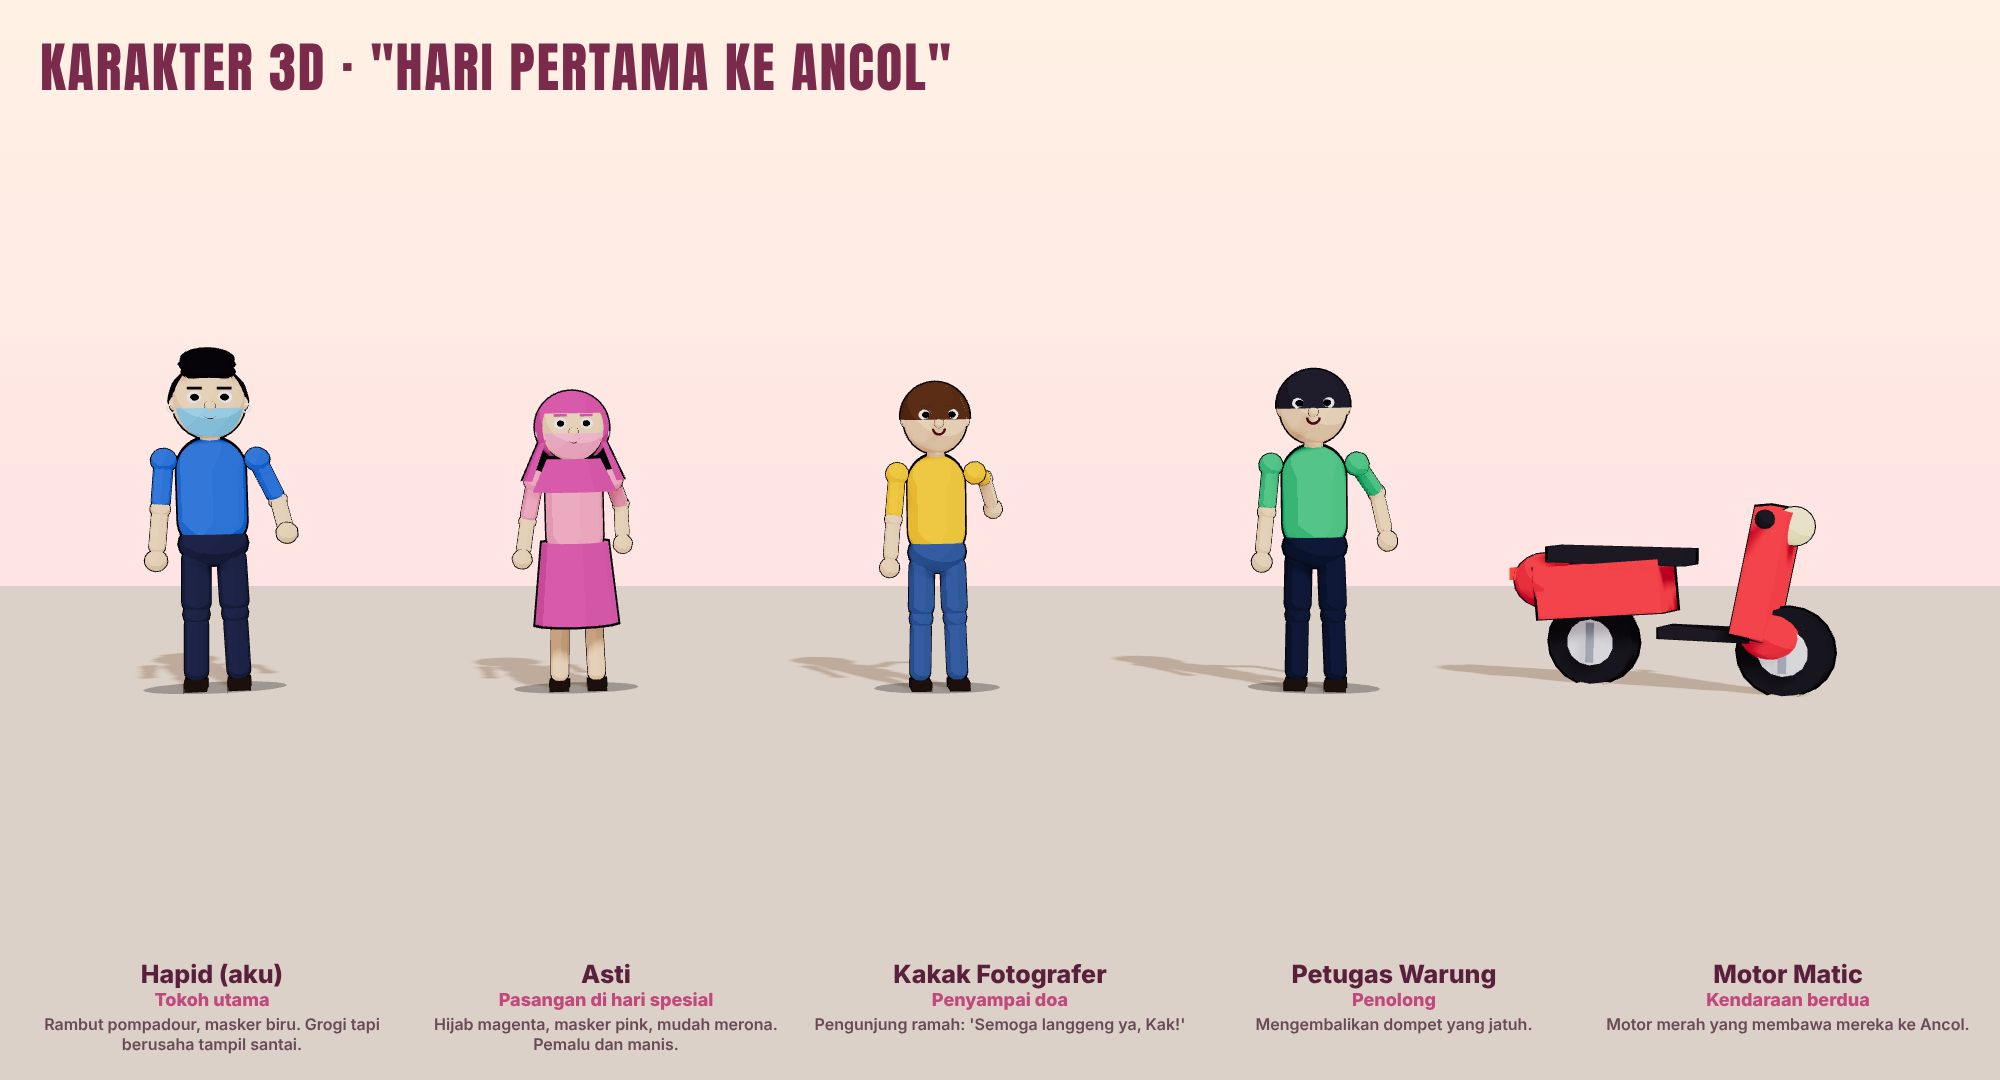 KARAKTER 3D · "HARI PERTAMA KE ANCOL"
Hapid (aku)
Tokoh utama
Rambut pompadour, masker biru. Grogi tapi
berusaha tampil santai.
Asti
Pasangan di hari spesial
Hijab magenta, masker pink, mudah merona.
Pemalu dan manis.
Kakak Fotografer
Penyampai doa
Pengunjung ramah: 'Semoga langgeng ya, Kak!'
Petugas Warung
Penolong
Mengembalikan dompet yang jatuh.
Motor Matic
Kendaraan berdua
Motor merah yang membawa mereka ke Ancol.